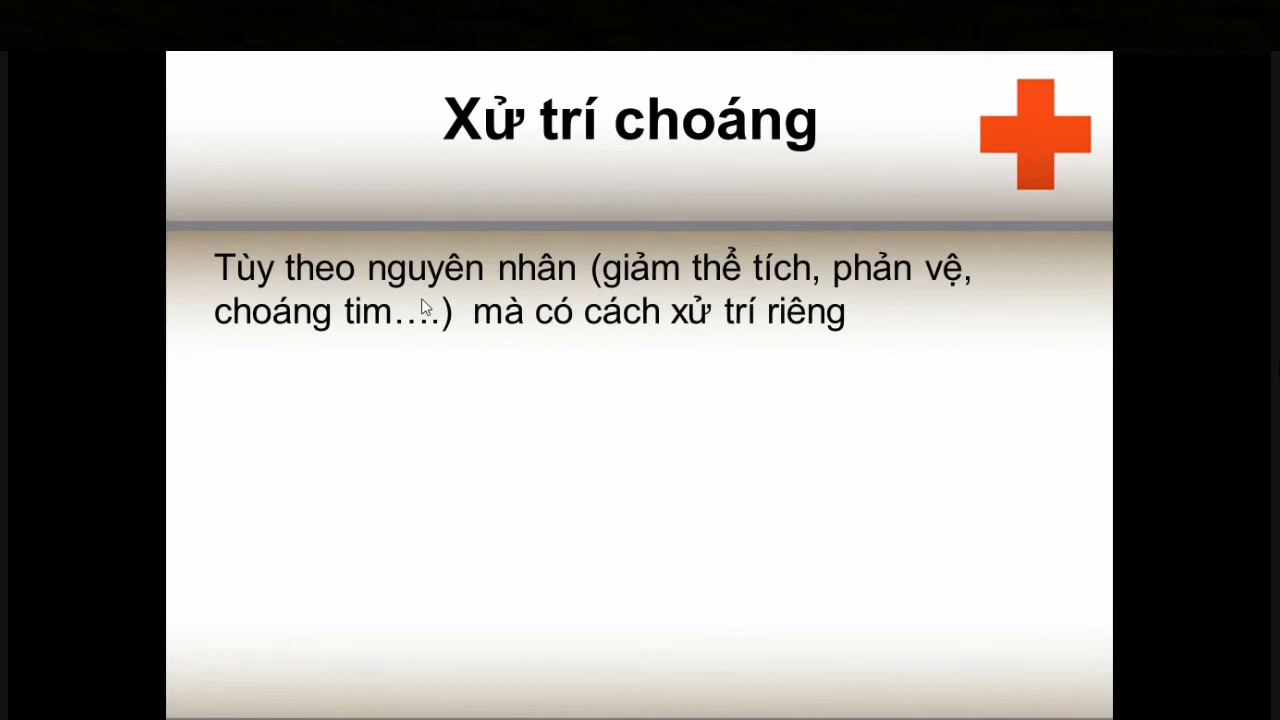 Xử trí choáng
Tùy theo nguyên nhân (giảm thể tích, phản vệ,
choáng tim….)  mà có cách xử trí riêng